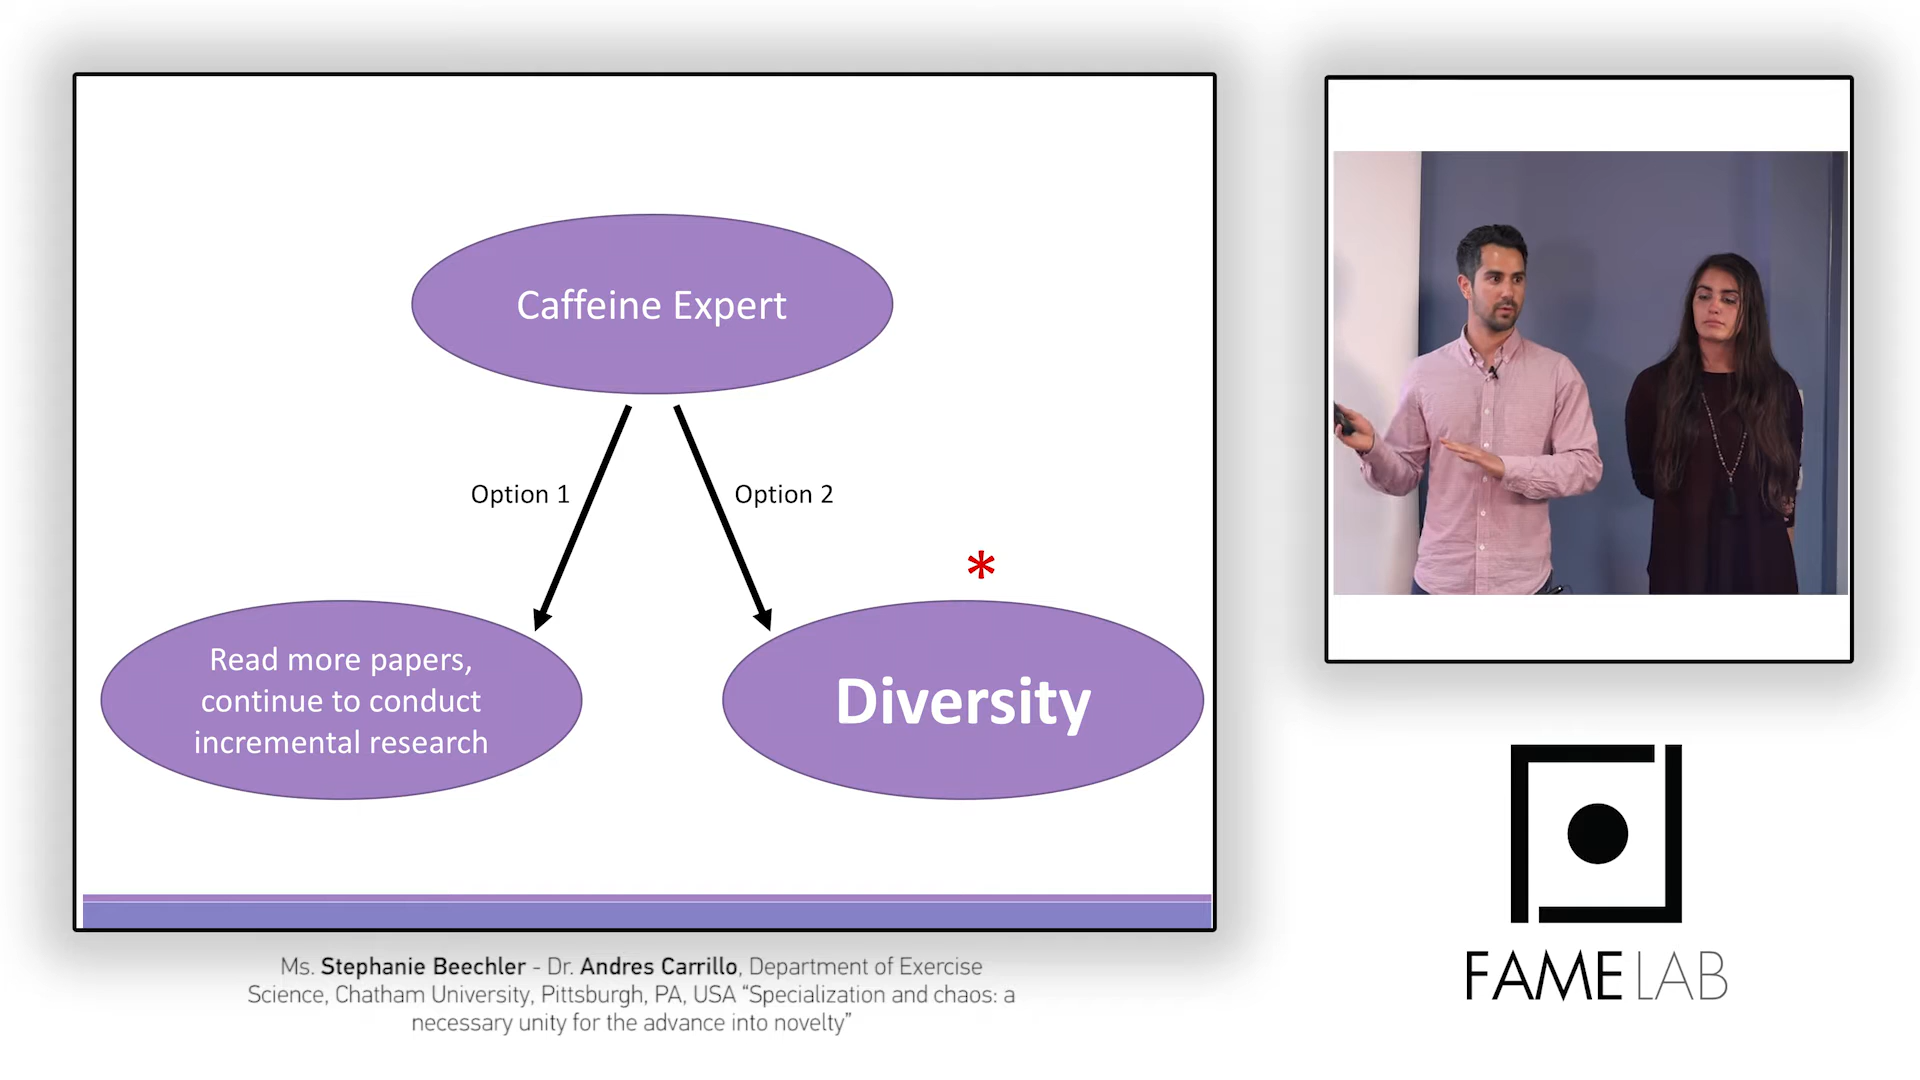 Caffeine Expert
Option 1
Option 2
*
Read more papers,
continue to conduct
incremental research
Diversity
Ms. Stephanie Beechler - Dr. Andres Carrillo, Department of Exercise
Science, Chatham University, Pittsburgh, PA, USA “Specialization and chaos: a
necessary unity for the advance into novelty”
FAME LAB